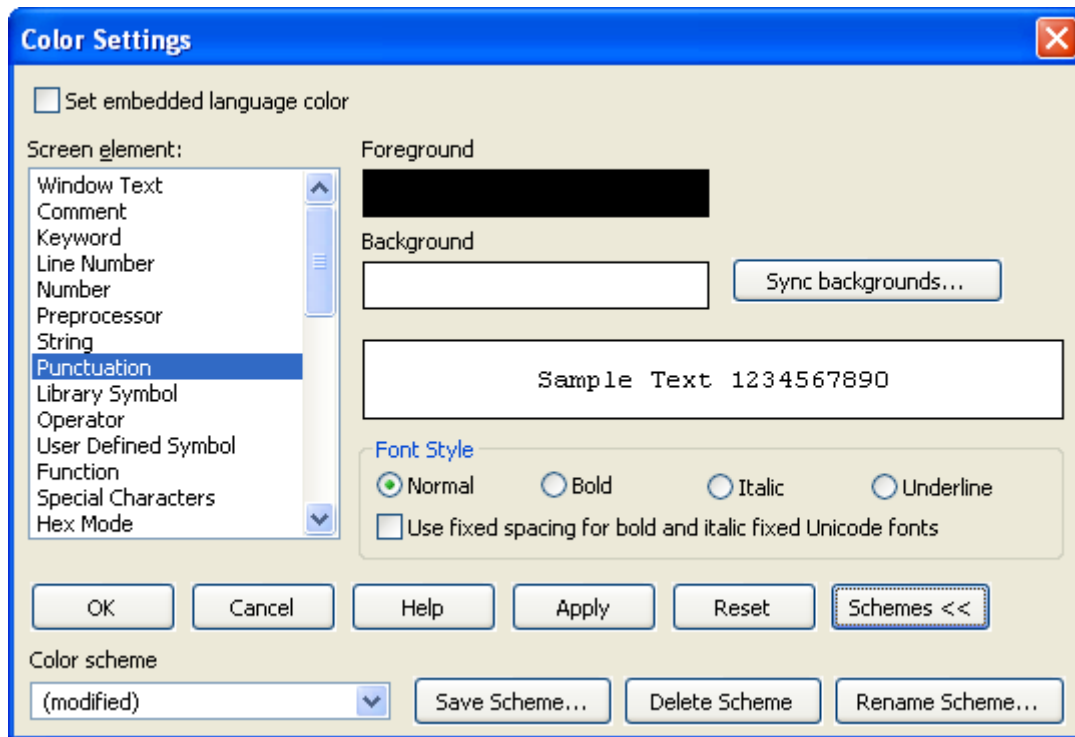 Color Settings
Set embedded language color
Screen element:
Window Text
Comment
Keyword
Line Number
Number
Preprocessor
String
Punctuation
Library Symbol
Operator
User Defined Symbol
Function
Special Characters
Hex Mode
Foreground
Background
Sync backgrounds...
Sample Text 1234567890
Font Style
Normal Bold Italic Underline
Use fixed spacing for bold and italic fixed Unicode fonts
OK Cancel Help Apply Reset Schemes <<
Color scheme
(modified) Save Scheme... Delete Scheme Rename Scheme...